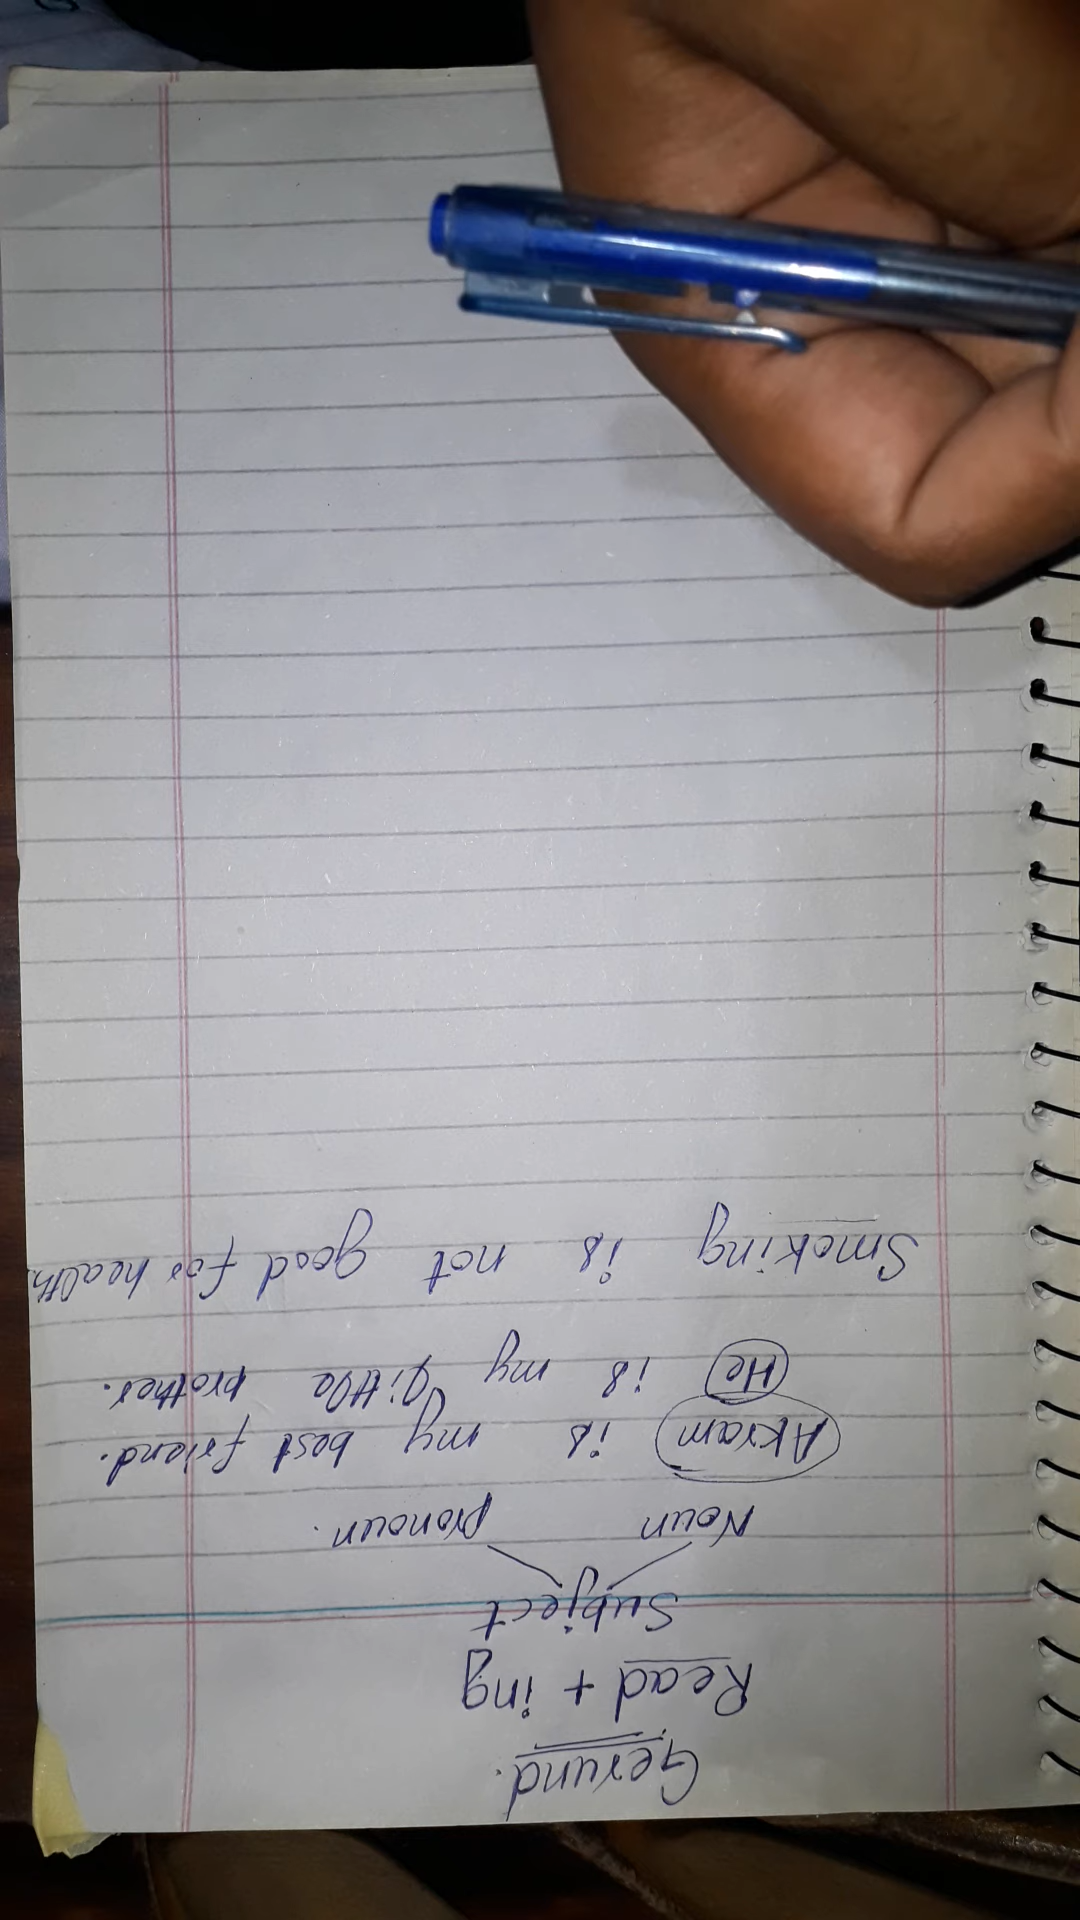 Gerund.
Read + ing
Subject
Noun pronoun.
Akram is my best friend.
He is my little brother.
Smoking is not good for health.